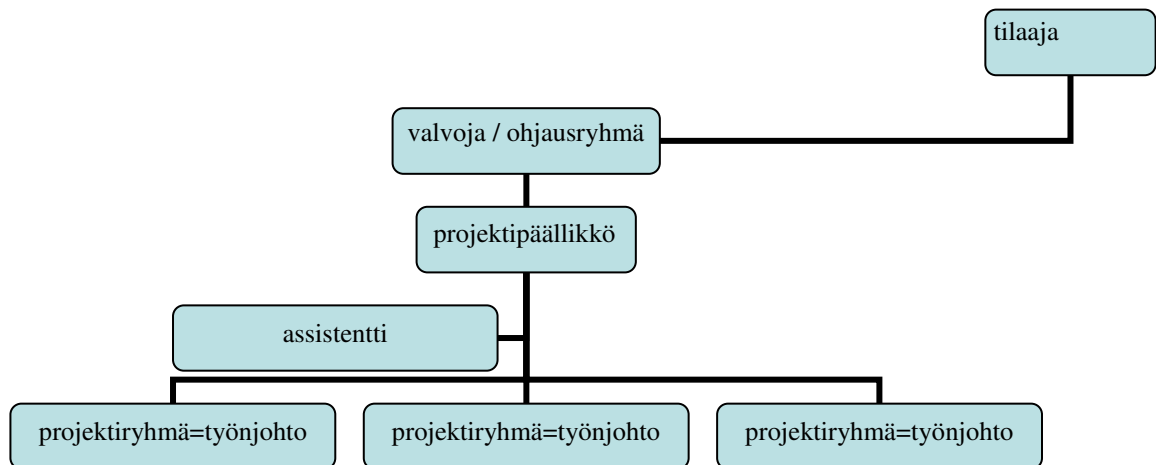 tilaaja
valvoja / ohjausryhmä
projektipäällikkö
assistentti
projektiryhmä=työnjohto
projektiryhmä=työnjohto
projektiryhmä=työnjohto